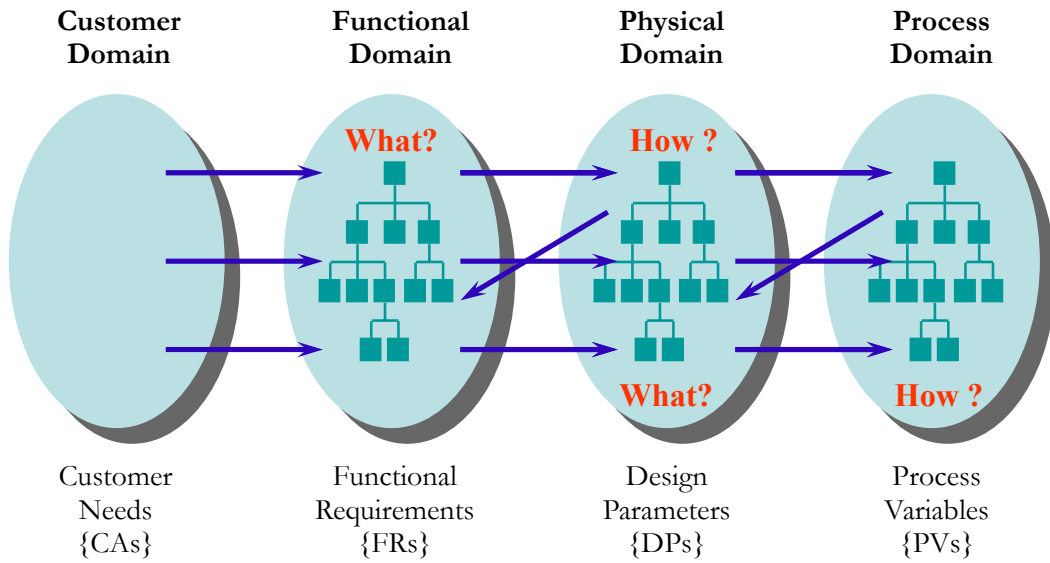 Customer
Domain
Functional
Domain
Physical
Domain
Process
Domain
What?
How ?
What?
How ?
Customer
Needs
{CAs}
Functional
Requirements
{FRs}
Design
Parameters
{DPs}
Process
Variables
{PVs}